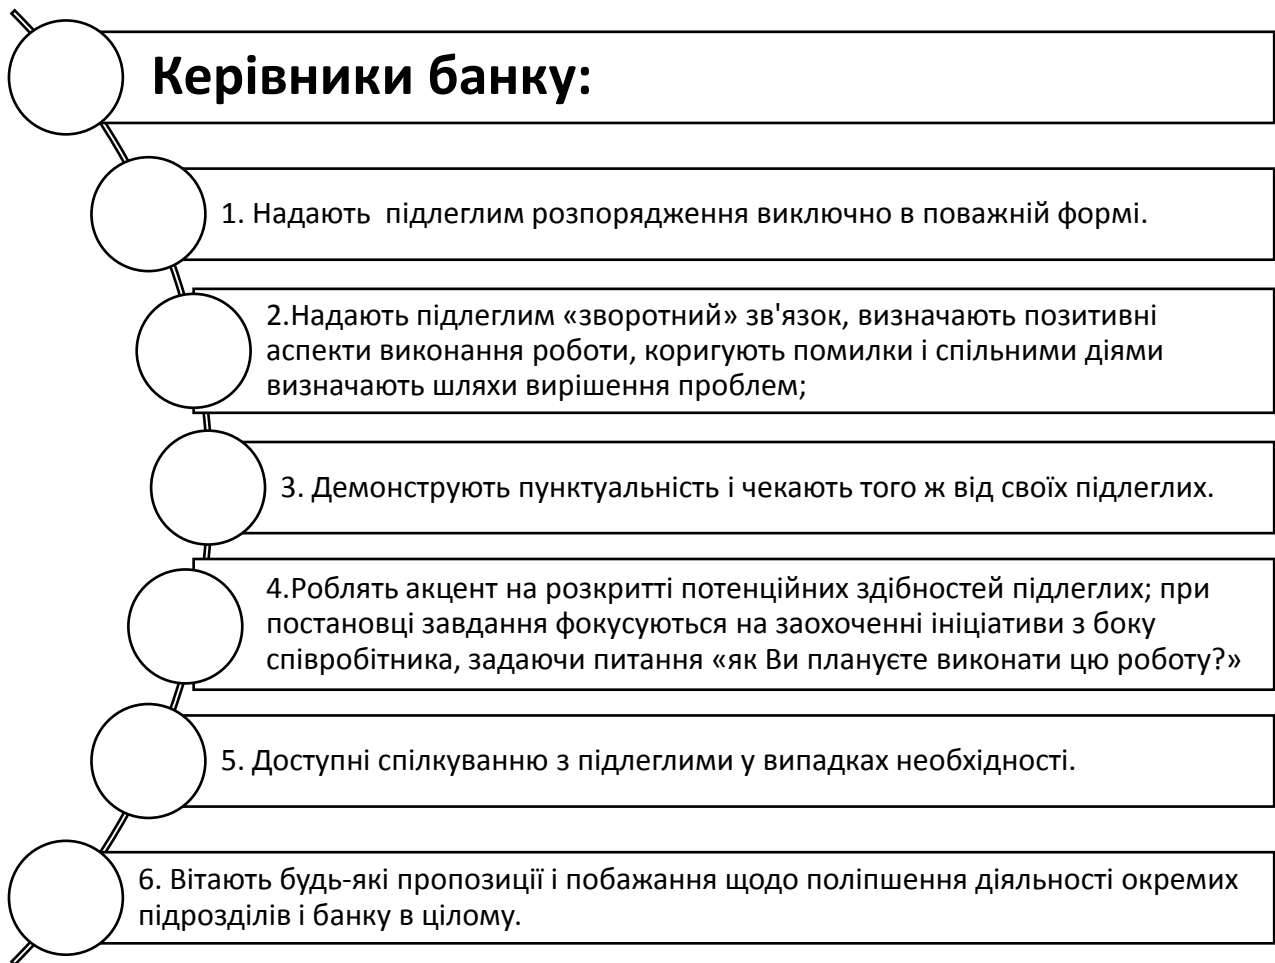 Керівники банку:
1. Надають  підлеглим розпорядження виключно в поважній формі.
2.Надають підлеглим «зворотний» зв'язок, визначають позитивні
аспекти виконання роботи, коригують помилки і спільними діями
визначають шляхи вирішення проблем;
3. Демонструють пунктуальність і чекають того ж від своїх підлеглих.
4.Роблять акцент на розкритті потенційних здібностей підлеглих; при
постановці завдання фокусуються на заохоченні ініціативи з боку
співробітника, задаючи питання «як Ви плануєте виконати цю роботу?»
5. Доступні спілкуванню з підлеглими у випадках необхідності.
6. Вітають будь-які пропозиції і побажання щодо поліпшення діяльності окремих
підрозділів і банку в цілому.